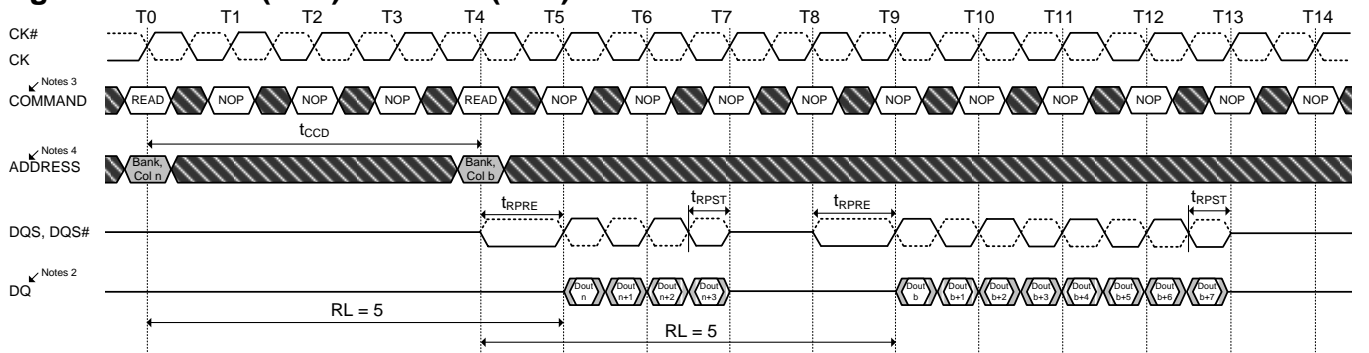 T0 T1 T2 T3 T4 T5 T6 T7 T8 T9 T10 T11 T12 T13 T14
CK#
CK
Notes 3
COMMAND READ NOP NOP NOP READ NOP NOP NOP NOP NOP NOP NOP NOP NOP NOP
tCCD
Notes 4
ADDRESS Bank, Col n Bank, Col b
tRPRE tRPST tRPRE tRPST
DQS, DQS#
Notes 2
DQ Dout n Dout n+1 Dout n+2 Dout n+3 Dout b Dout b+1 Dout b+2 Dout b+3 Dout b+4 Dout b+5 Dout b+6 Dout b+7
RL = 5
RL = 5